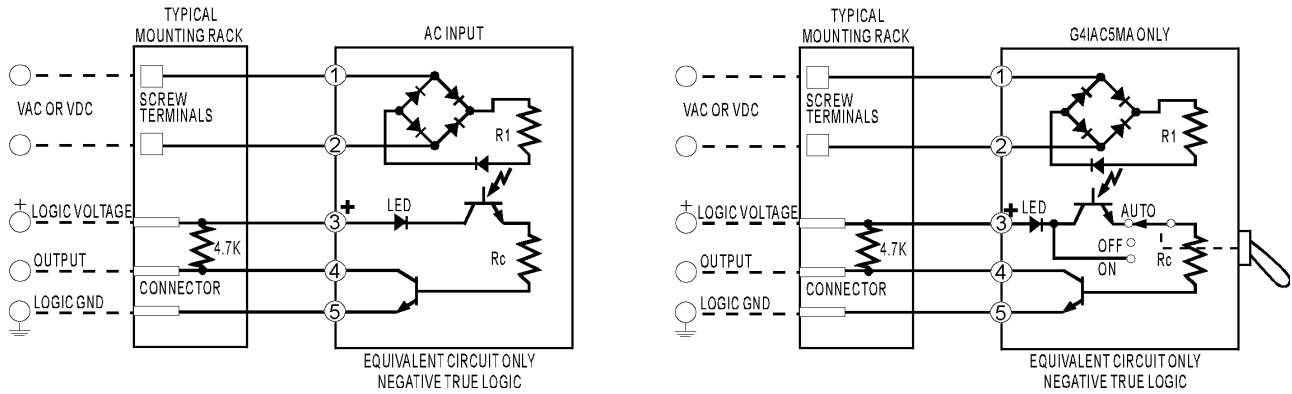 TYPICAL
MOUNTING RACK
AC INPUT
1
SCREW
TERMINALS
VAC OR VDC
R1
2
+
LOGIC VOLTAGE
3
+
LED
4.7K
Rc
OUTPUT
4
CONNECTOR
LOGIC GND
5
EQUIVALENT CIRCUIT ONLY
NEGATIVE TRUE LOGIC
TYPICAL
MOUNTING RACK
G4IAC5MA ONLY
1
SCREW
TERMINALS
VAC OR VDC
R1
2
+
LOGIC VOLTAGE
3
+
LED
AUTO
4.7K
OFF
Rc
ON
OUTPUT
4
CONNECTOR
LOGIC GND
5
EQUIVALENT CIRCUIT ONLY
NEGATIVE TRUE LOGIC